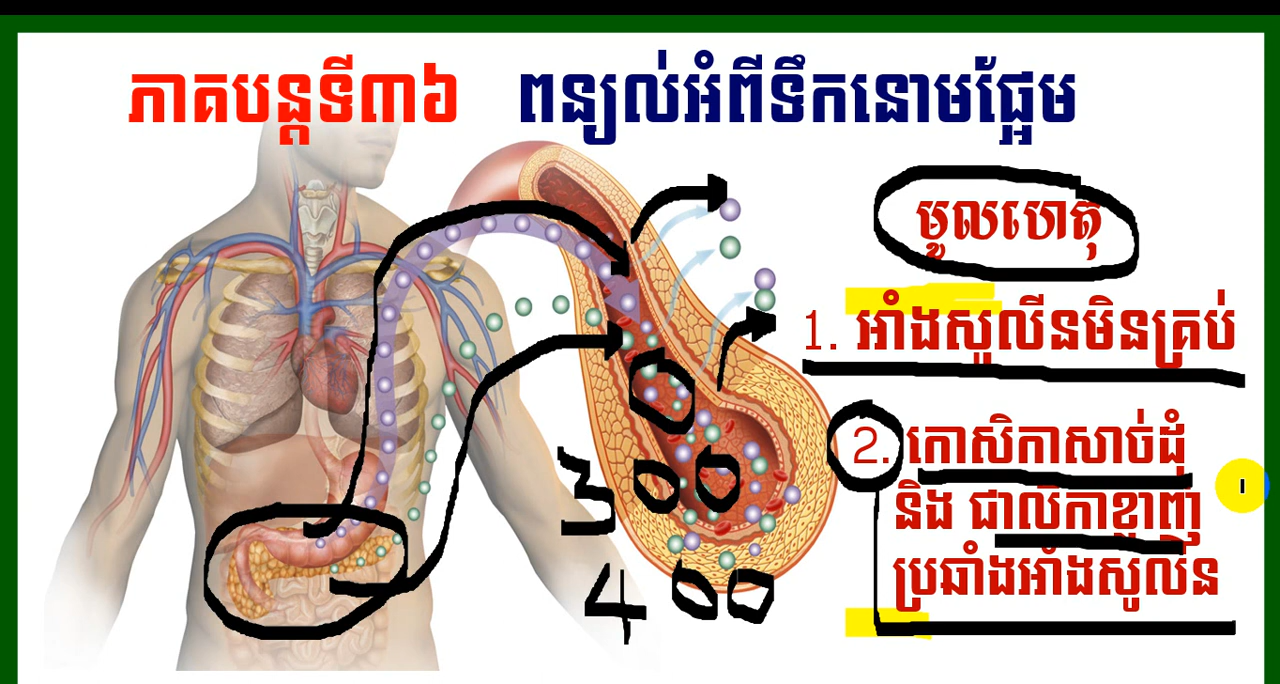 ភាគបន្តទី៣៦ ពន្យល់អំពីទឹកនោមផ្អែម
មូលហេតុ
1. អាំងសូលីនមិនគ្រប់
2. កោសិកាសាច់ដុំ
និង ជាលិកាខ្លាញ់
ប្រឆាំងអាំងសូលីន
300
400